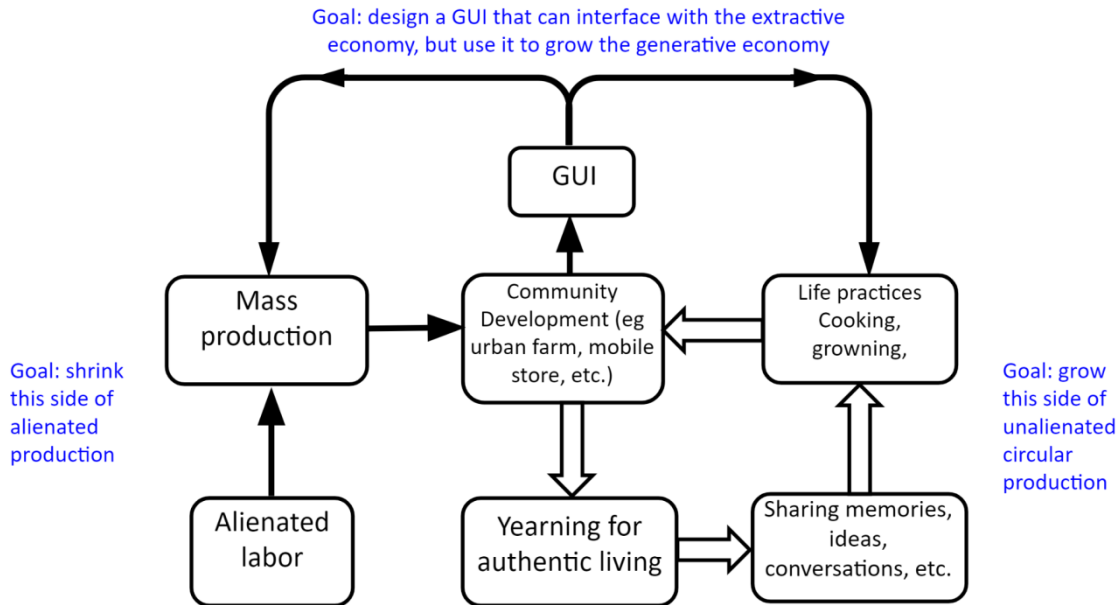 Goal: design a GUI that can interface with the extractive
economy, but use it to grow the generative economy
GUI
Mass
production
Community
Development (eg
urban farm, mobile
store, etc.)
Life practices
Cooking,
growning,
Goal: shrink
this side of
alienated
production
Goal: grow
this side of
unalienated
circular
production
Alienated
labor
Yearning for
authentic living
Sharing memories,
ideas,
conversations, etc.